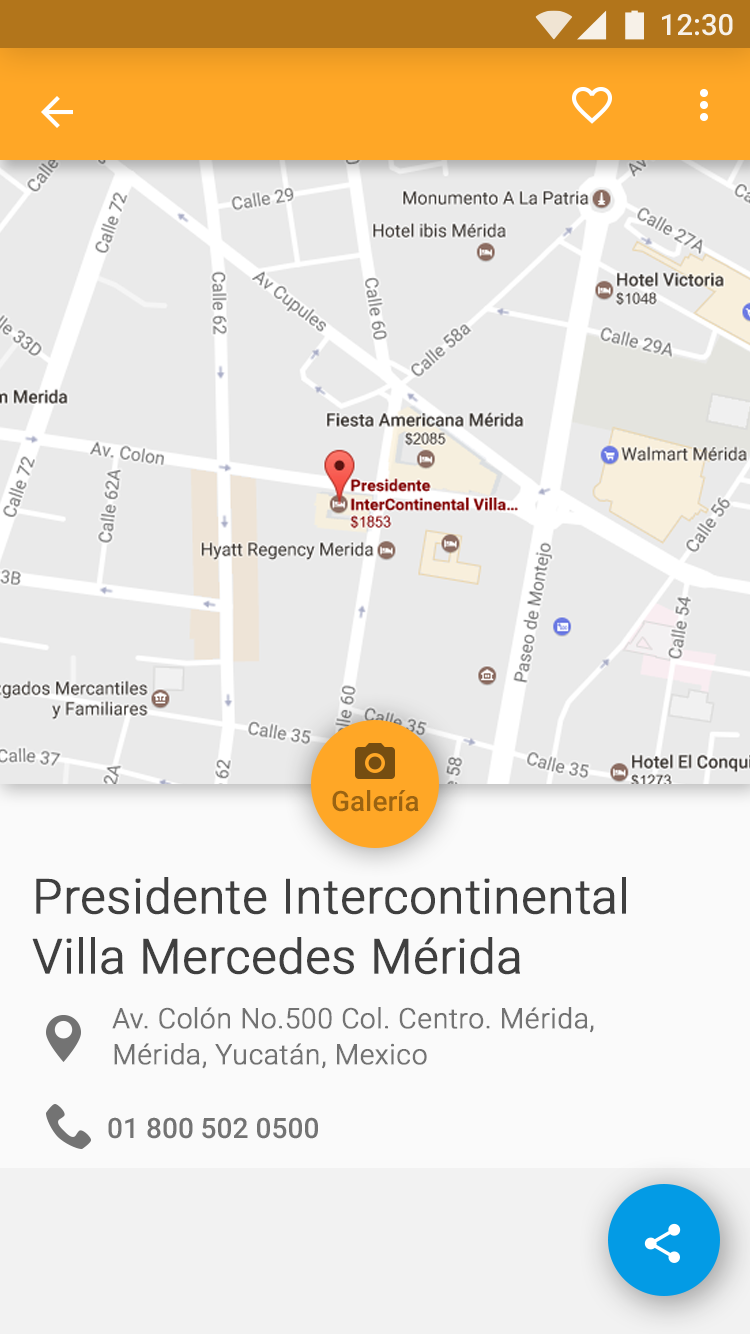 12:30
Calle
Calle 72
Calle 29
Monumento A La Patria
Av
Hotel ibis Mérida
Calle 27A
Hotel Victoria
$1048
Calle 62
Av Cupules
Calle 60
Calle 58a
Calle 29A
lle 33D
n Merida
Fiesta Americana Mérida
$2085
Av. Colon
Walmart Mérida
Calle 72
Calle 62A
Presidente
InterContinental Villa...
$1853
Calle 56
Hyatt Regency Merida
3B
Paseo de Montejo
Calle 54
gados Mercantiles
y Familiares
Calle 35
lle 60
Calle 35
Calle 37
2A
62
58
Calle 35
Hotel El Conqui
$1273
Galería
Presidente Intercontinental
Villa Mercedes Mérida
Av. Colón No.500 Col. Centro. Mérida,
Mérida, Yucatán, Mexico
01 800 502 0500